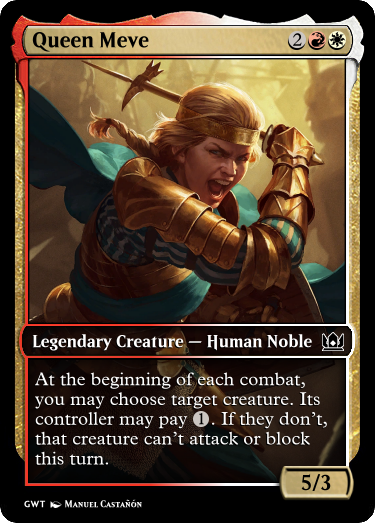 Queen Meve 2
Legendary Creature — Human Noble
At the beginning of each combat,
you may choose target creature. Its
controller may pay 1. If they don't,
that creature can't attack or block
this turn.
5/3
GWT Manuel Castañón